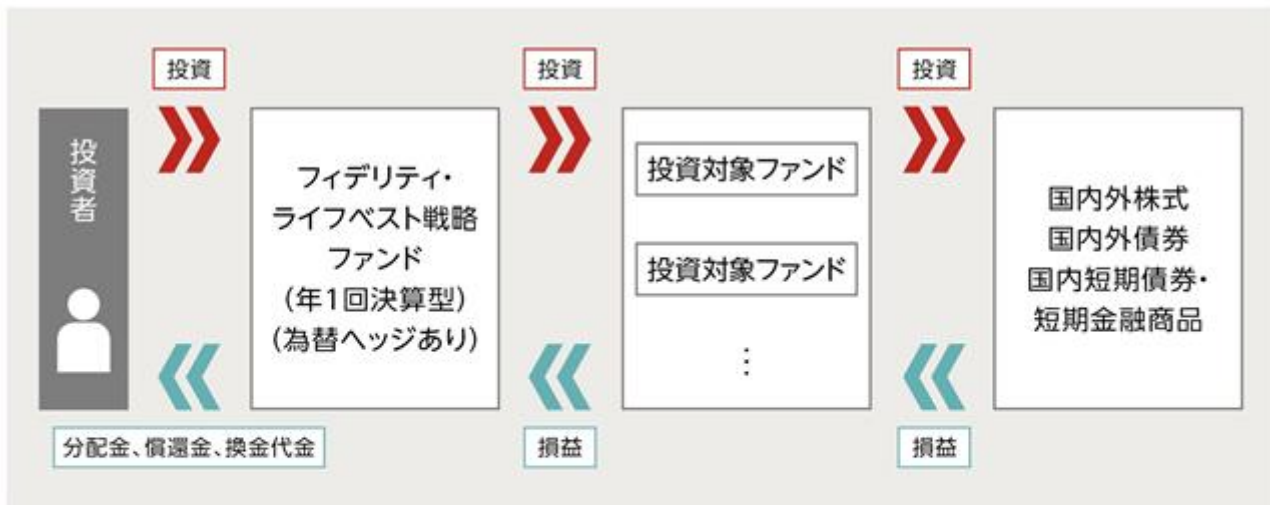 投資
投資
投資
投資者
フィデリティ・
ライフベスト戦略
ファンド
(年1回決算型)
(為替ヘッジあり)
投資対象ファンド
投資対象ファンド
⋮
国内外株式
国内外債券
国内短期債券・
短期金融商品
分配金、償還金、換金代金
損益
損益